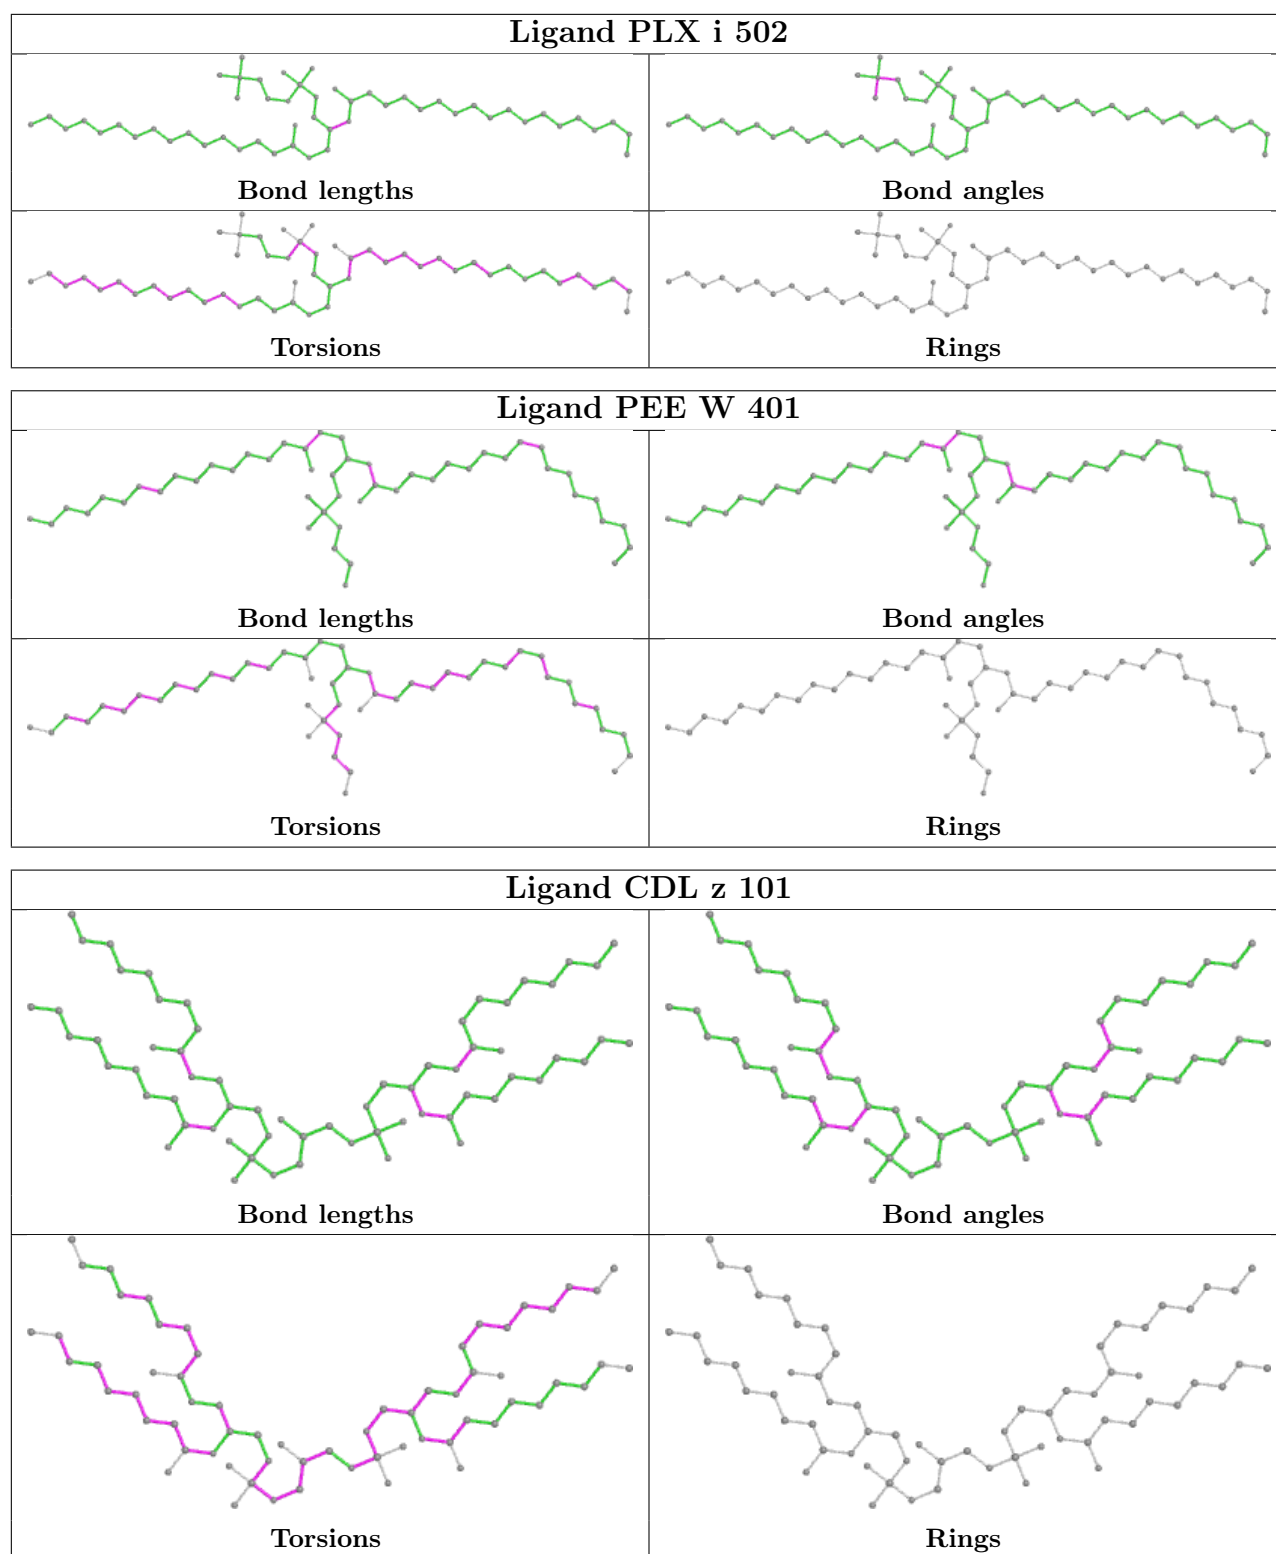 Ligand PLX i 502
Bond lengths
Bond angles
Torsions
Rings
Ligand PEE W 401
Bond lengths
Bond angles
Torsions
Rings
Ligand CDL z 101
Bond lengths
Bond angles
Torsions
Rings